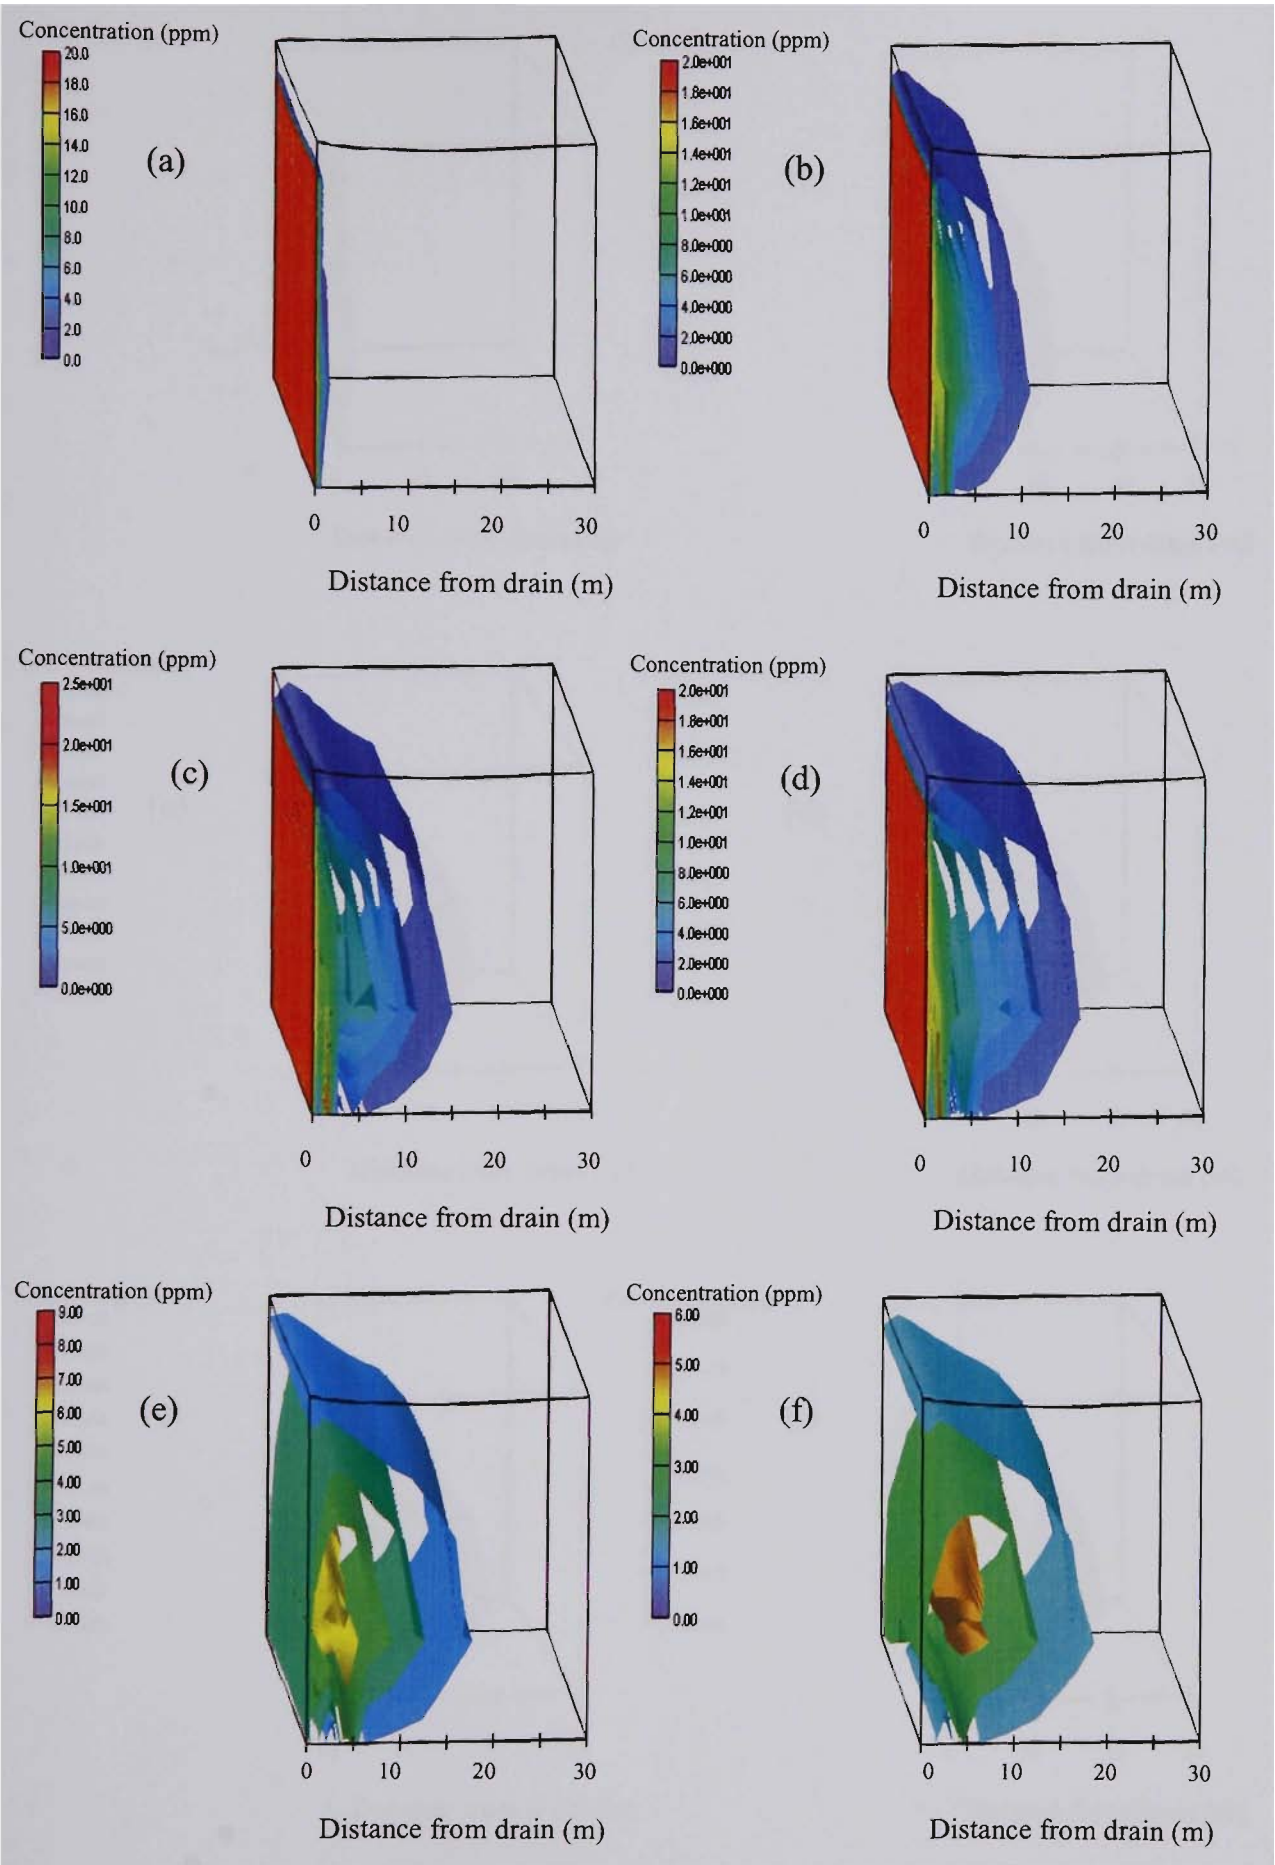 Concentration (ppm)
20.0
18.0
16.0
14.0
12.0
10.0
8.0
6.0
4.0
2.0
0.0
(a)
0 10 20 30
Distance from drain (m)
Concentration (ppm)
2.0e+001
1.8e+001
1.6e+001
1.4e+001
1.2e+001
1.0e+001
8.0e+000
6.0e+000
4.0e+000
2.0e+000
0.0e+000
(b)
0 10 20 30
Distance from drain (m)
Concentration (ppm)
2.5e+001
2.0e+001
1.5e+001
1.0e+001
5.0e+000
0.0e+000
(c)
0 10 20 30
Distance from drain (m)
Concentration (ppm)
2.0e+001
1.8e+001
1.6e+001
1.4e+001
1.2e+001
1.0e+001
8.0e+000
6.0e+000
4.0e+000
2.0e+000
0.0e+000
(d)
0 10 20 30
Distance from drain (m)
Concentration (ppm)
9.00
8.00
7.00
6.00
5.00
4.00
3.00
2.00
1.00
0.00
(e)
0 10 20 30
Distance from drain (m)
Concentration (ppm)
6.00
5.00
4.00
3.00
2.00
1.00
0.00
(f)
0 10 20 30
Distance from drain (m)